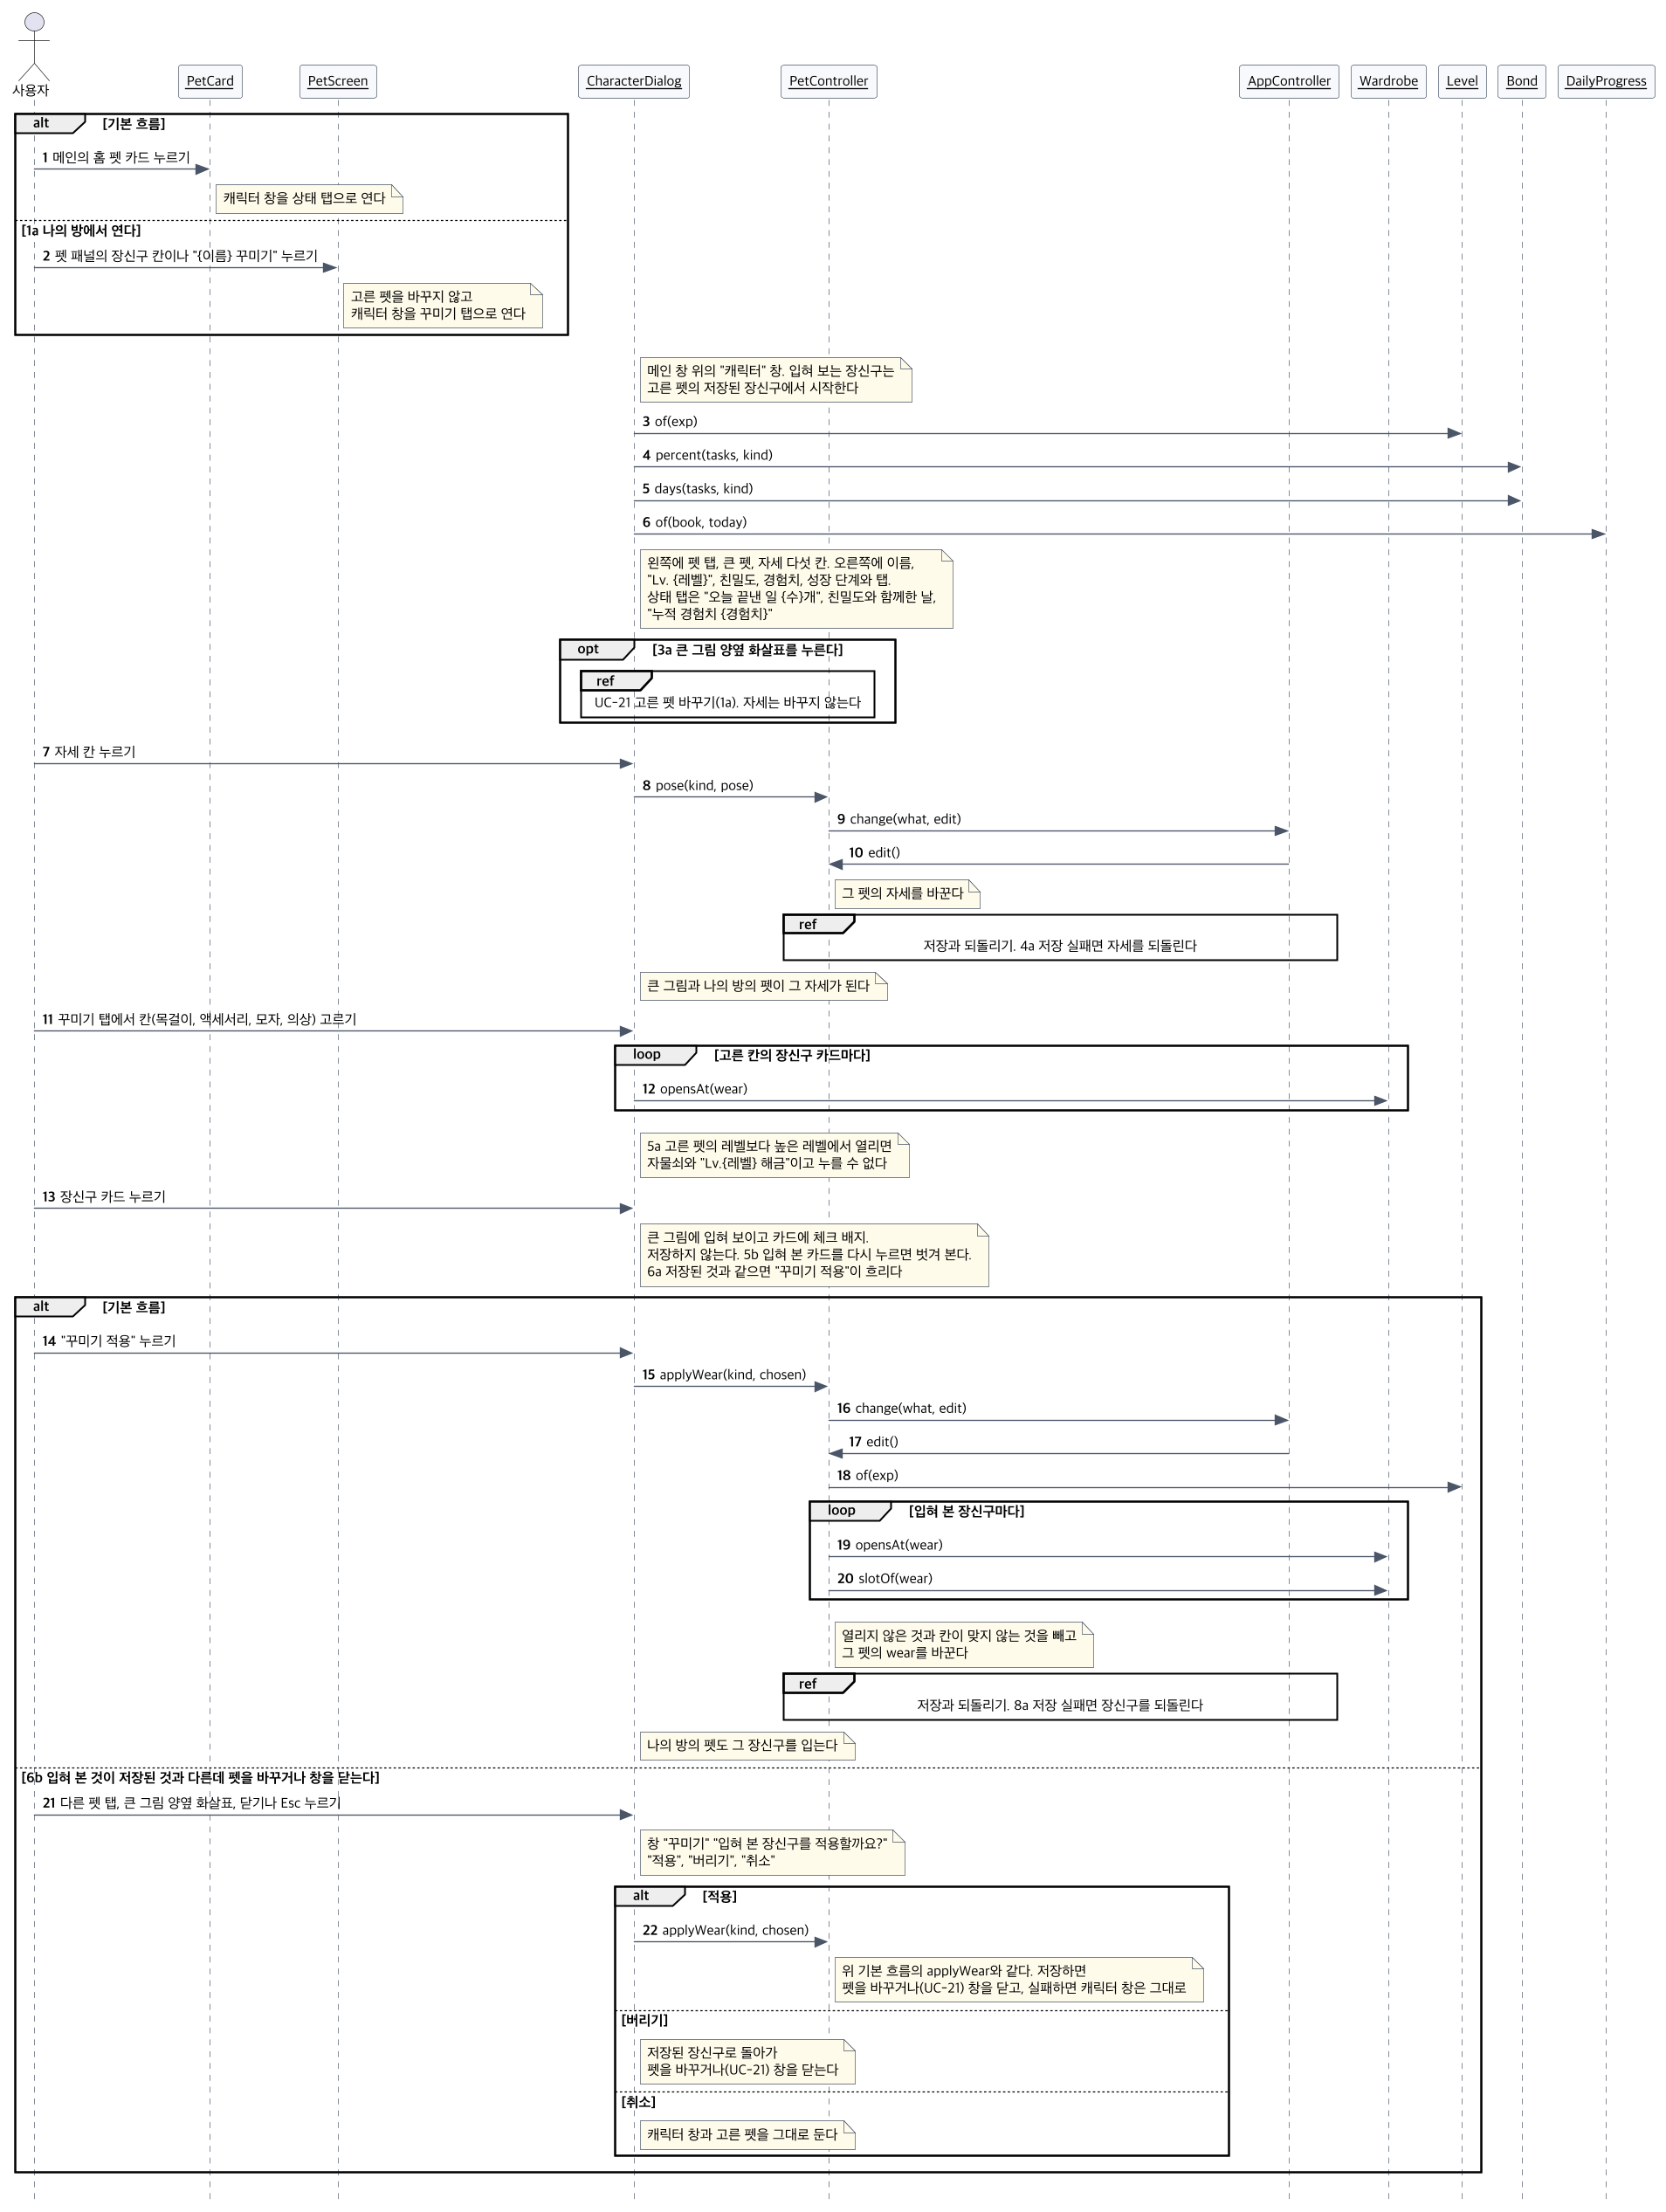 사용자
PetCard
PetScreen
CharacterDialog
PetController
AppController
Wardrobe
Level
Bond
DailyProgress
alt [기본 흐름]
1 메인의 홈 펫 카드 누르기
캐릭터 창을 상태 탭으로 연다
[1a 나의 방에서 연다]
2 펫 패널의 장신구 칸이나 "{이름} 꾸미기" 누르기
고른 펫을 바꾸지 않고
캐릭터 창을 꾸미기 탭으로 연다
메인 창 위의 "캐릭터" 창. 입혀 보는 장신구는
고른 펫의 저장된 장신구에서 시작한다
3 of(exp)
4 percent(tasks, kind)
5 days(tasks, kind)
6 of(book, today)
왼쪽에 펫 탭, 큰 펫, 자세 다섯 칸. 오른쪽에 이름,
"Lv. {레벨}", 친밀도, 경험치, 성장 단계와 탭.
상태 탭은 "오늘 끝낸 일 {수}개", 친밀도와 함께한 날,
"누적 경험치 {경험치}"
opt [3a 큰 그림 양옆 화살표를 누른다]
ref
UC-21 고른 펫 바꾸기(1a). 자세는 바꾸지 않는다
7 자세 칸 누르기
8 pose(kind, pose)
9 change(what, edit)
10 edit()
그 펫의 자세를 바꾼다
ref
저장과 되돌리기. 4a 저장 실패면 자세를 되돌린다
큰 그림과 나의 방의 펫이 그 자세가 된다
11 꾸미기 탭에서 칸(목걸이, 액세서리, 모자, 의상) 고르기
loop [고른 칸의 장신구 카드마다]
12 opensAt(wear)
5a 고른 펫의 레벨보다 높은 레벨에서 열리면
자물쇠와 "Lv.{레벨} 해금"이고 누를 수 없다
13 장신구 카드 누르기
큰 그림에 입혀 보이고 카드에 체크 배지.
저장하지 않는다. 5b 입혀 본 카드를 다시 누르면 벗겨 본다.
6a 저장된 것과 같으면 "꾸미기 적용"이 흐리다
alt [기본 흐름]
14 "꾸미기 적용" 누르기
15 applyWear(kind, chosen)
16 change(what, edit)
17 edit()
18 of(exp)
loop [입혀 본 장신구마다]
19 opensAt(wear)
20 slotOf(wear)
열리지 않은 것과 칸이 맞지 않는 것을 빼고
그 펫의 wear를 바꾼다
ref
저장과 되돌리기. 8a 저장 실패면 장신구를 되돌린다
나의 방의 펫도 그 장신구를 입는다
[6b 입혀 본 것이 저장된 것과 다른데 펫을 바꾸거나 창을 닫는다]
21 다른 펫 탭, 큰 그림 양옆 화살표, 닫기나 Esc 누르기
창 "꾸미기" "입혀 본 장신구를 적용할까요?"
"적용", "버리기", "취소"
alt [적용]
22 applyWear(kind, chosen)
위 기본 흐름의 applyWear와 같다. 저장하면
펫을 바꾸거나(UC-21) 창을 닫고, 실패하면 캐릭터 창은 그대로
[버리기]
저장된 장신구로 돌아가
펫을 바꾸거나(UC-21) 창을 닫는다
[취소]
캐릭터 창과 고른 펫을 그대로 둔다